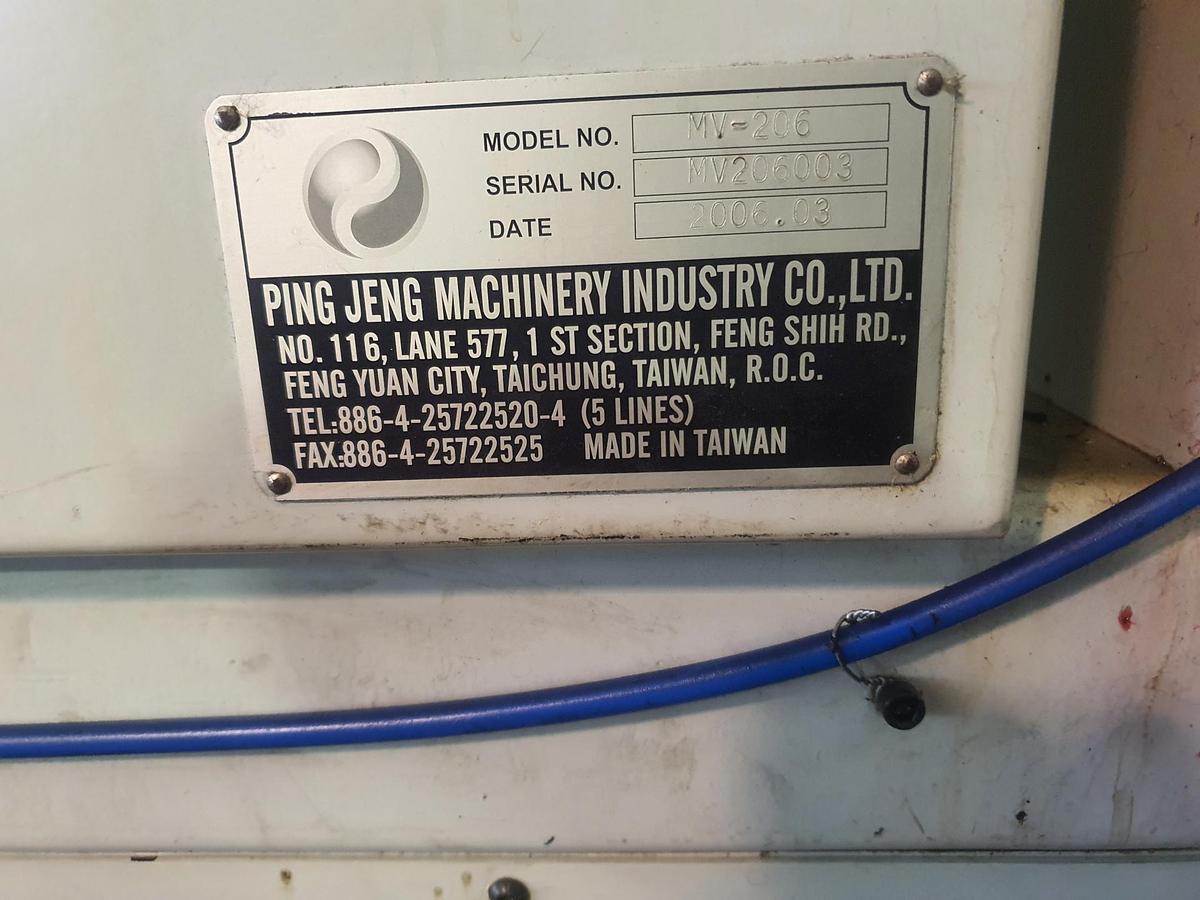 MODEL NO. MV-206
SERIAL NO. MV206003
DATE 2006.03
PING JENG MACHINERY INDUSTRY CO.,LTD.
NO. 116, LANE 577, 1 ST SECTION, FENG SHIH RD.,
FENG YUAN CITY, TAICHUNG, TAIWAN, R.O.C.
TEL:886-4-25722520-4 (5 LINES)
FAX:886-4-25722525 MADE IN TAIWAN